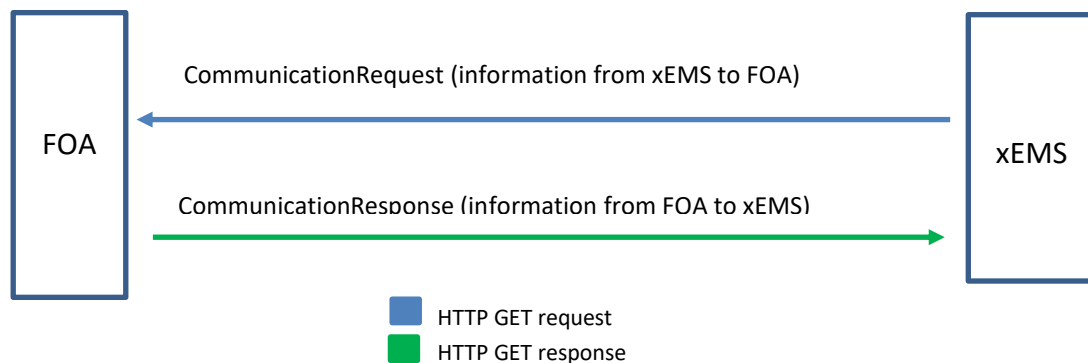 CommunicationRequest (information from xEMS to FOA)
FOA
xEMS
CommunicationResponse (information from FOA to xEMS)
HTTP GET request
HTTP GET response